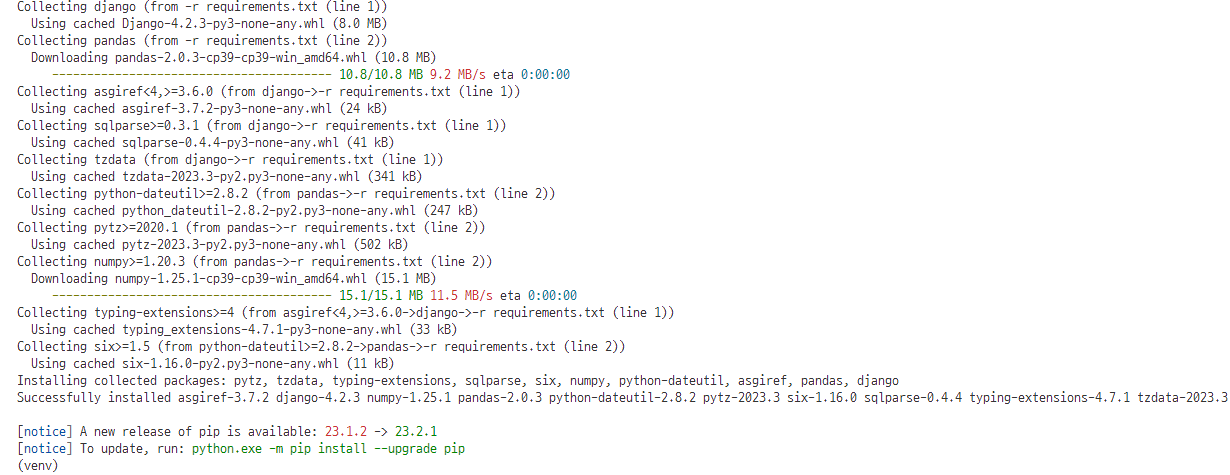 Collecting django (from -r requirements.txt (line 1))
  Using cached Django-4.2.3-py3-none-any.whl (8.0 MB)
Collecting pandas (from -r requirements.txt (line 2))
  Downloading pandas-2.0.3-cp39-cp39-win_amd64.whl (10.8 MB)
     ---------------------------------------- 10.8/10.8 MB 9.2 MB/s eta 0:00:00
Collecting asgiref<4,>=3.6.0 (from django->-r requirements.txt (line 1))
  Using cached asgiref-3.7.2-py3-none-any.whl (24 kB)
Collecting sqlparse>=0.3.1 (from django->-r requirements.txt (line 1))
  Using cached sqlparse-0.4.4-py3-none-any.whl (41 kB)
Collecting tzdata (from django->-r requirements.txt (line 1))
  Using cached tzdata-2023.3-py2.py3-none-any.whl (341 kB)
Collecting python-dateutil>=2.8.2 (from pandas->-r requirements.txt (line 2))
  Using cached python_dateutil-2.8.2-py2.py3-none-any.whl (247 kB)
Collecting pytz>=2020.1 (from pandas->-r requirements.txt (line 2))
  Using cached pytz-2023.3-py2.py3-none-any.whl (502 kB)
Collecting numpy>=1.20.3 (from pandas->-r requirements.txt (line 2))
  Downloading numpy-1.25.1-cp39-cp39-win_amd64.whl (15.1 MB)
     ---------------------------------------- 15.1/15.1 MB 11.5 MB/s eta 0:00:00
Collecting typing-extensions>=4 (from asgiref<4,>=3.6.0->django->-r requirements.txt (line 1))
  Using cached typing_extensions-4.7.1-py3-none-any.whl (33 kB)
Collecting six>=1.5 (from python-dateutil>=2.8.2->pandas->-r requirements.txt (line 2))
  Using cached six-1.16.0-py2.py3-none-any.whl (11 kB)
Installing collected packages: pytz, tzdata, typing-extensions, sqlparse, six, numpy, python-dateutil, asgiref, pandas, django
Successfully installed asgiref-3.7.2 django-4.2.3 numpy-1.25.1 pandas-2.0.3 python-dateutil-2.8.2 pytz-2023.3 six-1.16.0 sqlparse-0.4.4 typing-extensions-4.7.1 tzdata-2023.3
[notice] A new release of pip is available: 23.1.2 -> 23.2.1
[notice] To update, run: python.exe -m pip install --upgrade pip
(venv)